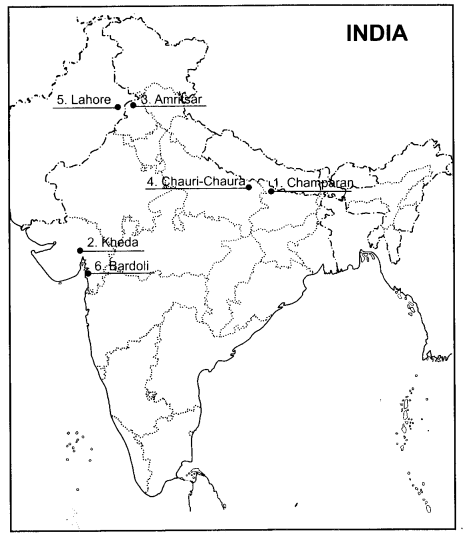 INDIA
5. Lahore
3. Amritsar
4. Chauri-Chaura
1. Champaran
2. Kheda
6. Bardoli